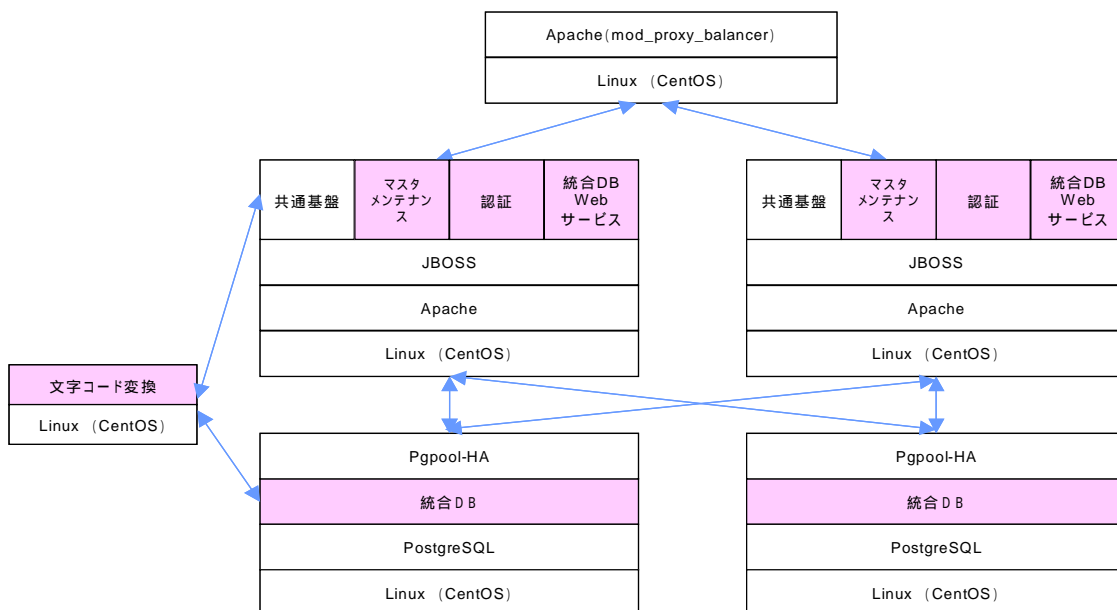 Apache(mod_proxy_balancer)
Linux (CentOS)
共通基盤
マスタ
メンテナン
ス
認証
統合DB
Web
サービス
JBOSS
Apache
Linux (CentOS)
共通基盤
マスタ
メンテナン
ス
認証
統合DB
Web
サービス
JBOSS
Apache
Linux (CentOS)
文字コード変換
Linux (CentOS)
Pgpool-HA
統合DB
PostgreSQL
Linux (CentOS)
Pgpool-HA
統合DB
PostgreSQL
Linux (CentOS)